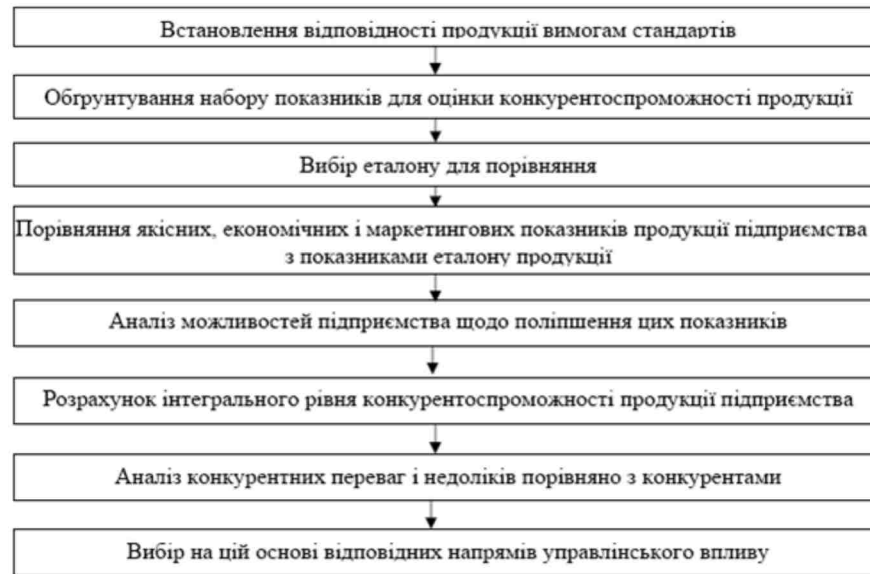 Встановлення відповідності продукції вимогам стандартів
Обґрунтування набору показників для оцінки конкурентоспроможності продукції
Вибір еталону для порівняння
Порівняння якісних, економічних і маркетингових показників продукції підприємства
з показниками еталону продукції
Аналіз можливостей підприємства щодо поліпшення цих показників
Розрахунок інтегрального рівня конкурентоспроможності продукції підприємства
Аналіз конкурентних переваг і недоліків порівняно з конкурентами
Вибір на цій основі відповідних напрямів управлінського впливу